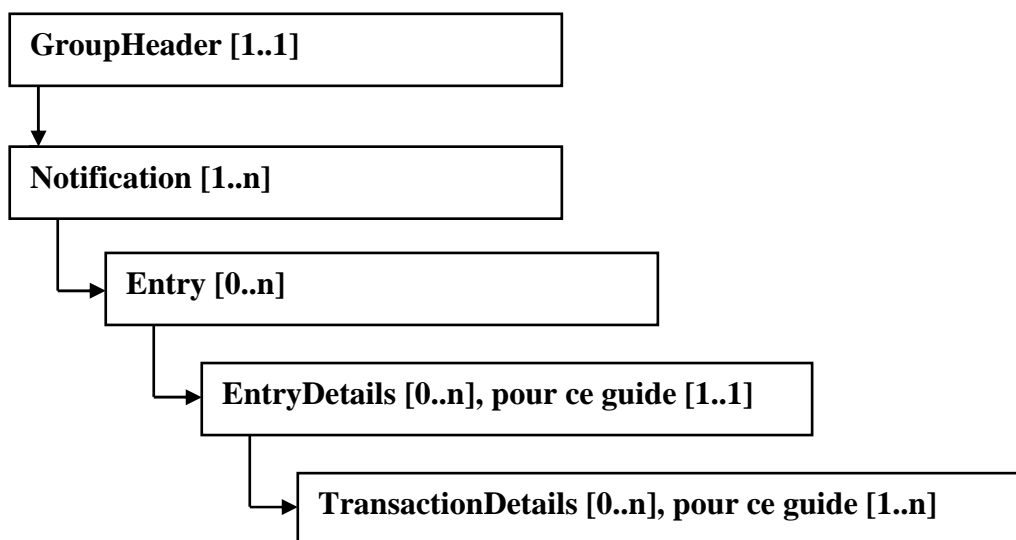 GroupHeader [1..1]
Notification [1..n]
Entry [0..n]
EntryDetails [0..n], pour ce guide [1..1]
TransactionDetails [0..n], pour ce guide [1..n]